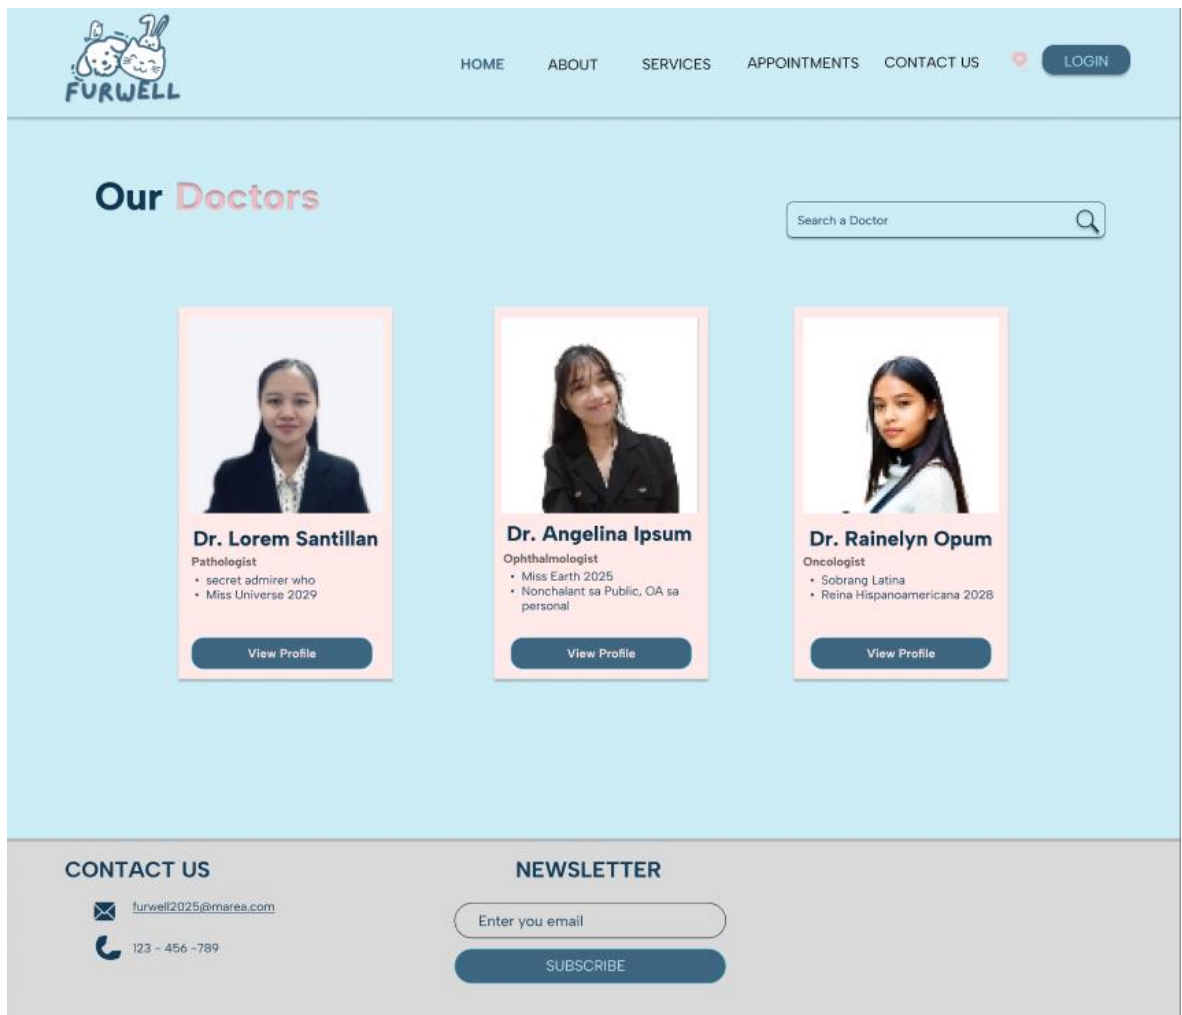 FURWELL
HOME ABOUT SERVICES APPOINTMENTS CONTACT US LOGIN
Our Doctors
Search a Doctor
Dr. Lorem Santillan
Pathologist
• secret admirer who
• Miss Universe 2029
View Profile
Dr. Angelina Ipsum
Ophthalmologist
• Miss Earth 2025
• Nonchalant sa Public, OA sa
personal
View Profile
Dr. Rainelyn Opum
Oncologist
• Sobrang Latina
• Reina Hispanoamericana 2028
View Profile
CONTACT US
furwell2025@marea.com
123 - 456 -789
NEWSLETTER
Enter you email
SUBSCRIBE